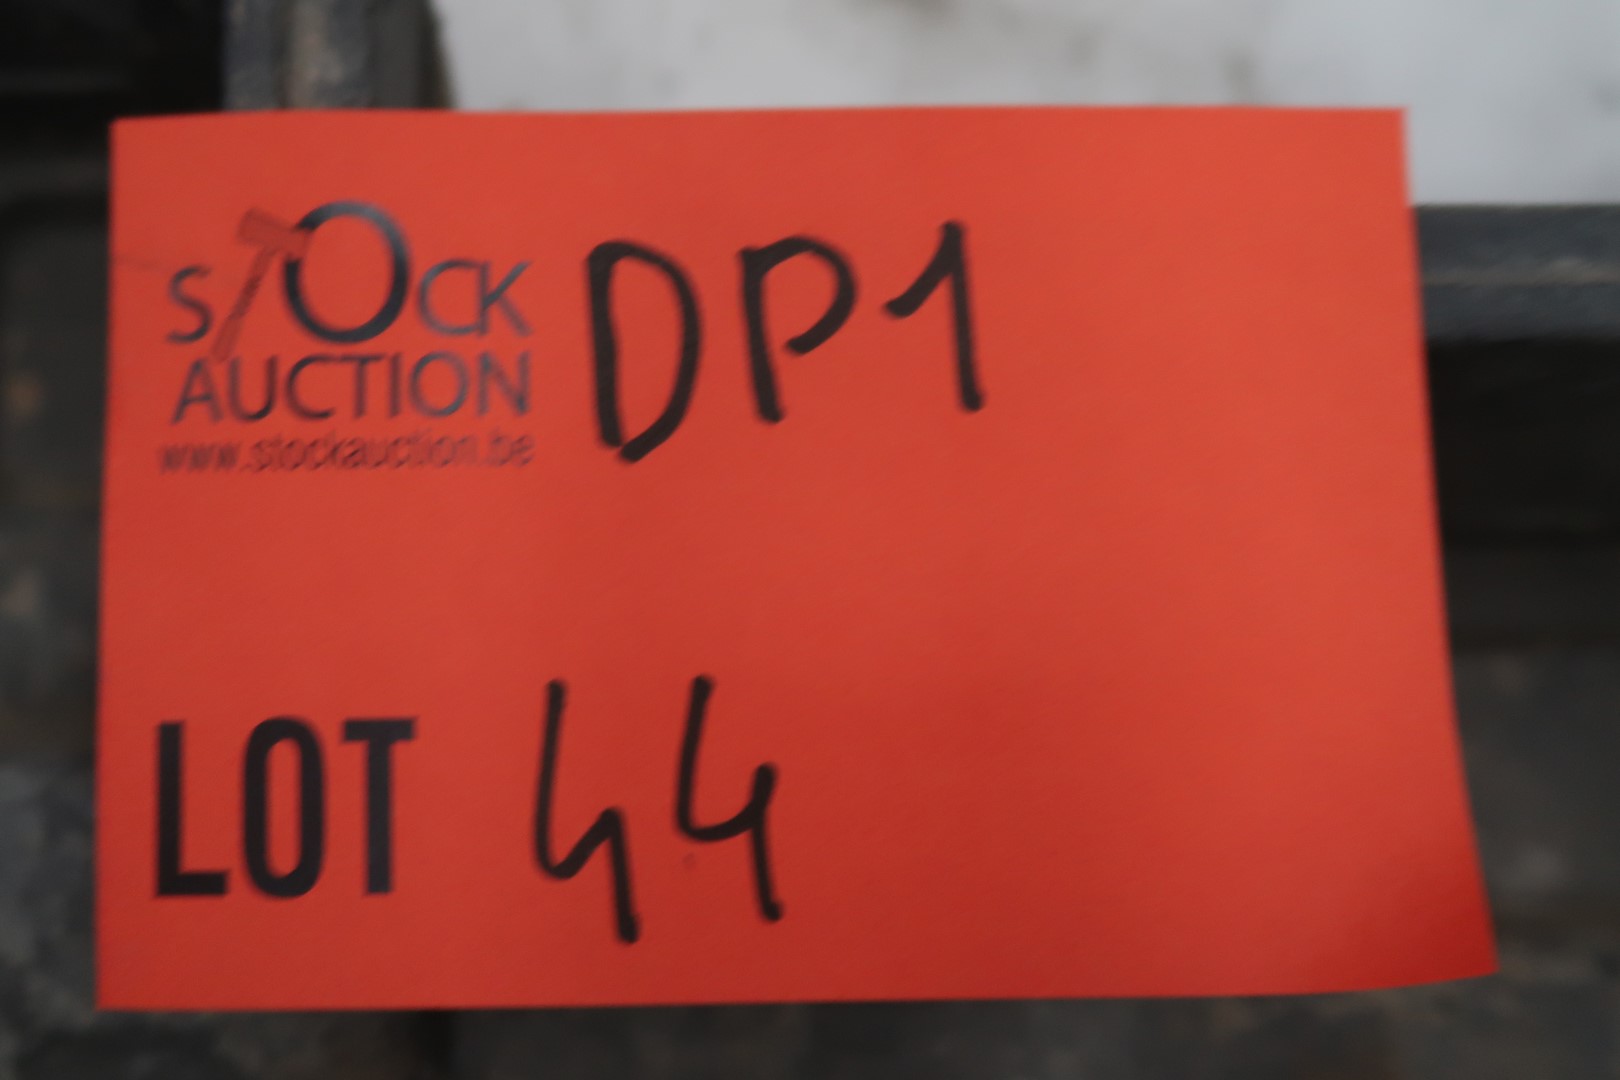 STOCK DP1
AUCTION
www.stockauction.be
LOT 44